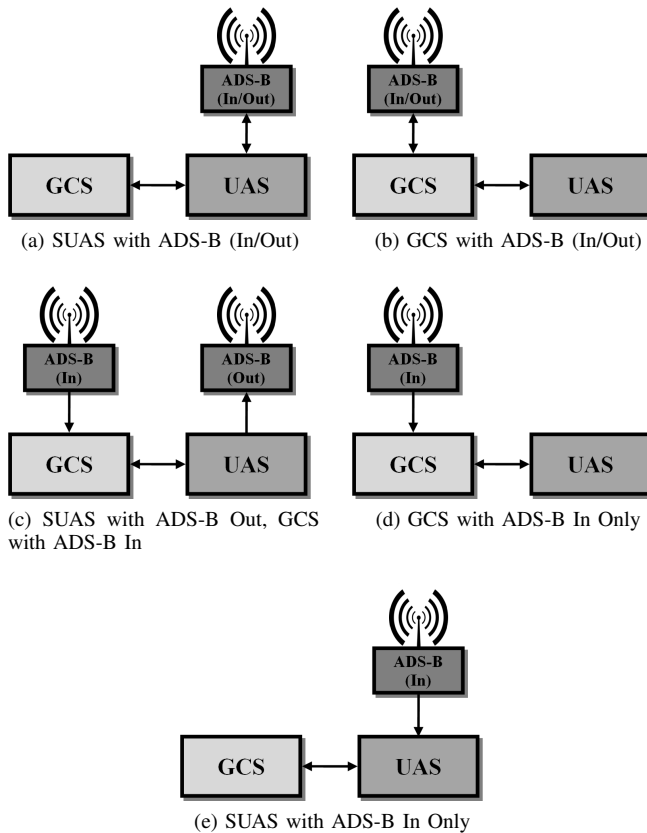 ADS-B
(In/Out)
GCS
UAS
(a) SUAS with ADS-B (In/Out)
ADS-B
(In/Out)
GCS
UAS
(b) GCS with ADS-B (In/Out)
ADS-B
(In)
ADS-B
(Out)
GCS
UAS
(c) SUAS with ADS-B Out, GCS
with ADS-B In
ADS-B
(In)
GCS
UAS
(d) GCS with ADS-B In Only
ADS-B
(In)
GCS
UAS
(e) SUAS with ADS-B In Only